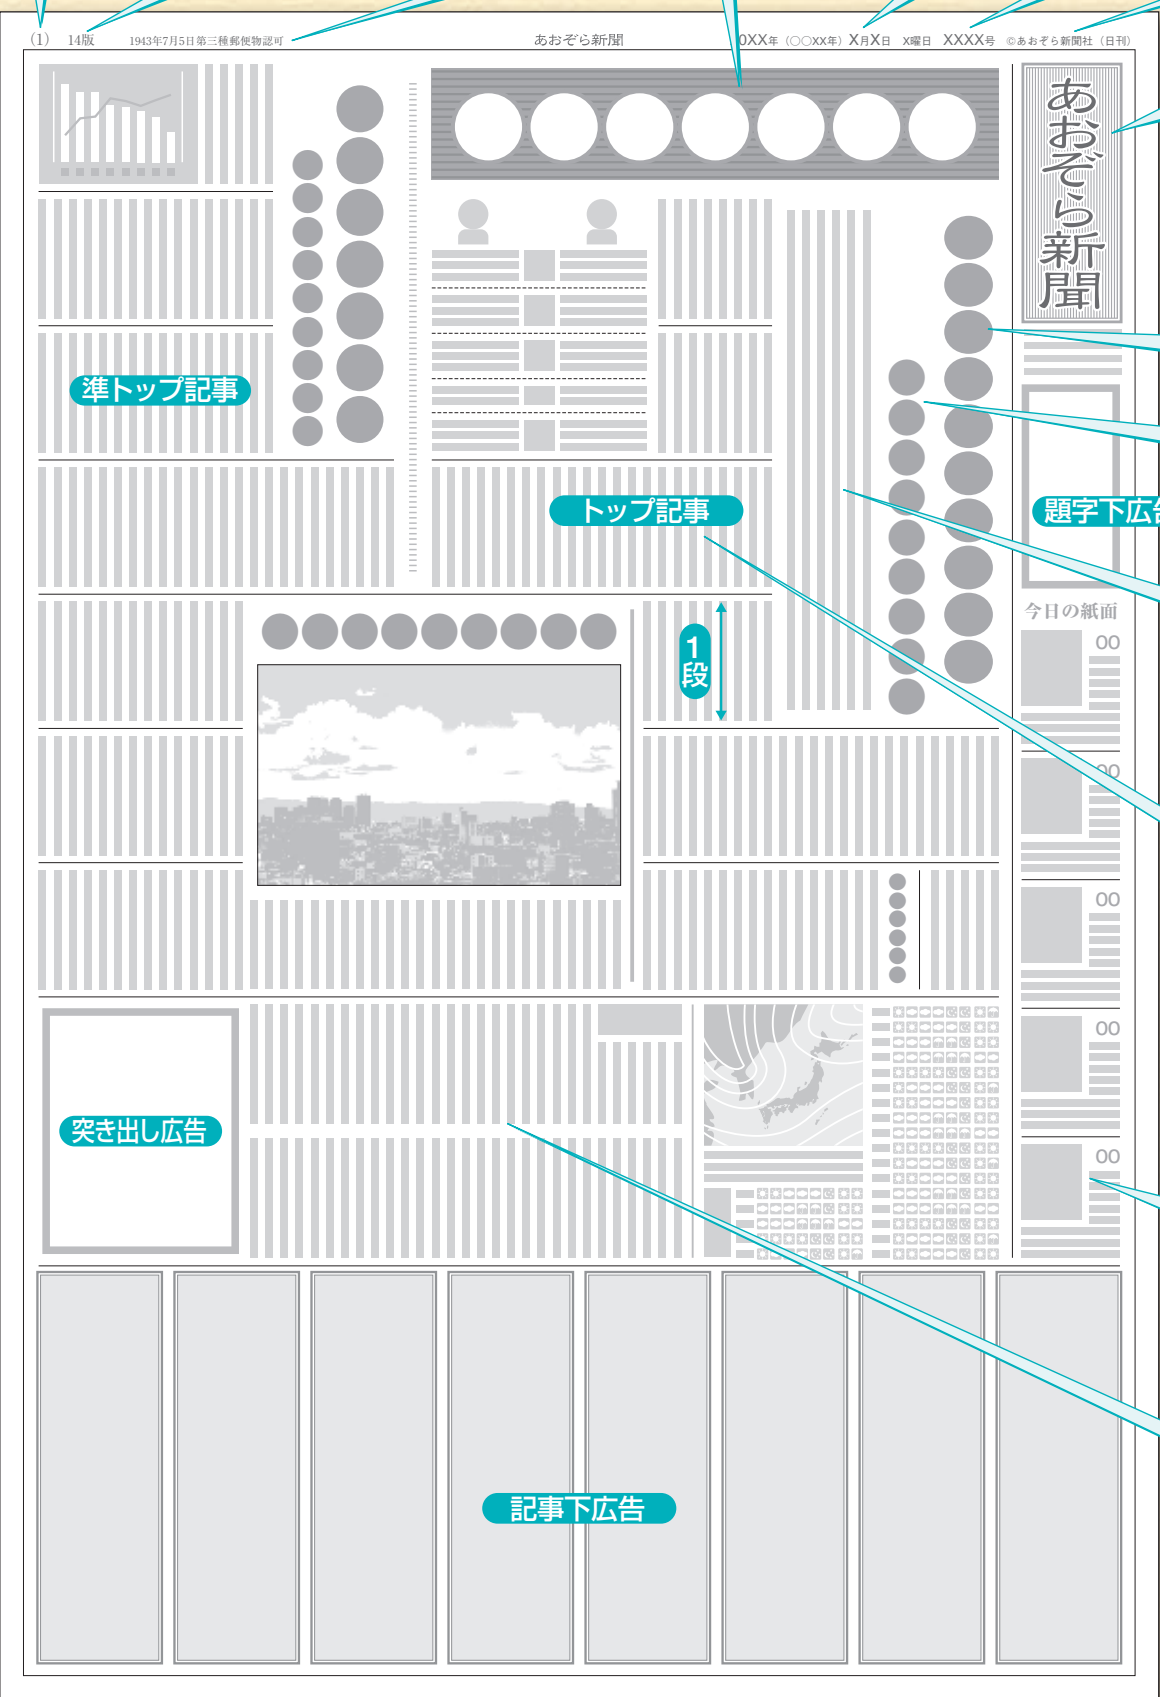 (1) 14版 1943年7月5日第三種郵便物認可 あおぞら新聞 0XX年(○○XX年)X月X日 X曜日 XXXX号 ©あおぞら新聞社(日刊)
あおぞら新聞
準トップ記事
トップ記事
題字下広告
今日の紙面
1段
00
00
00
00
00
突き出し広告
記事下広告